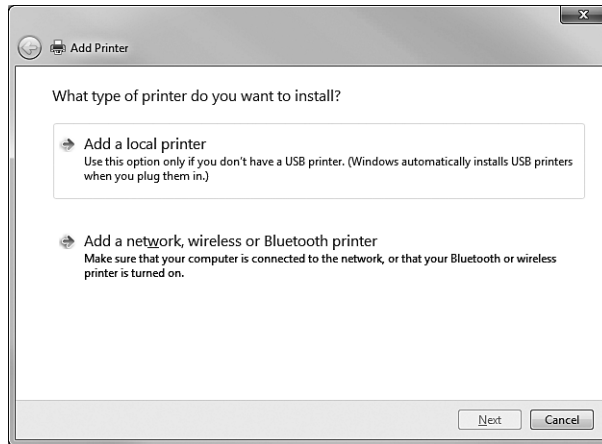 Add Printer
What type of printer do you want to install?
Add a local printer
Use this option only if you don't have a USB printer. (Windows automatically installs USB printers
when you plug them in.)
Add a network, wireless or Bluetooth printer
Make sure that your computer is connected to the network, or that your Bluetooth or wireless
printer is turned on.
Next Cancel